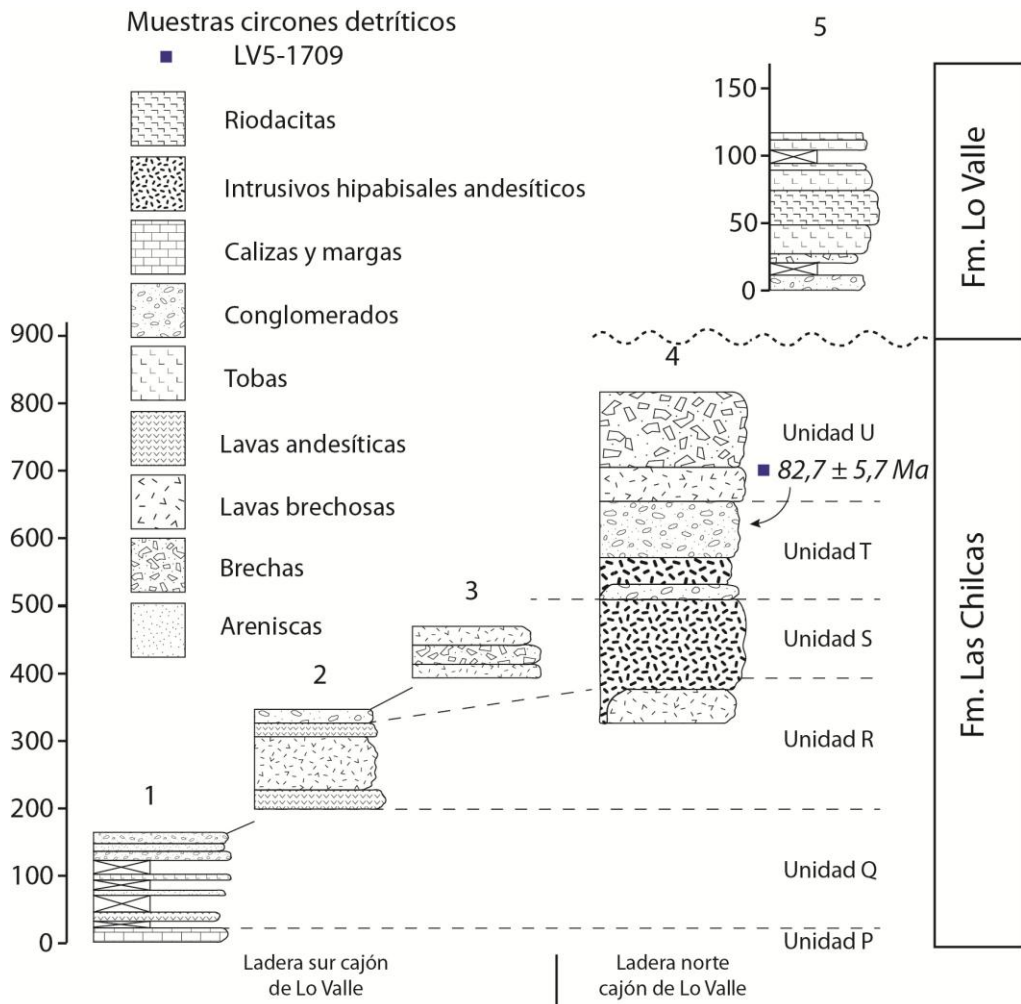 Muestras circones detríticos
LV5-1709
Riodacitas
Intrusivos hipabisales andesíticos
Calizas y margas
Conglomerados
Tobas
Lavas andesíticas
Lavas brechosas
Brechas
Areniscas
5
150
100
50
0
Fm. Lo Valle
900
800
700
600
500
400
300
200
100
0
4
Unidad U
82,7 ± 5,7 Ma
Unidad T
3
Unidad S
2
Unidad R
1
Unidad Q
Unidad P
Fm. Las Chilcas
Ladera sur cajón
de Lo Valle
Ladera norte
cajón de Lo Valle